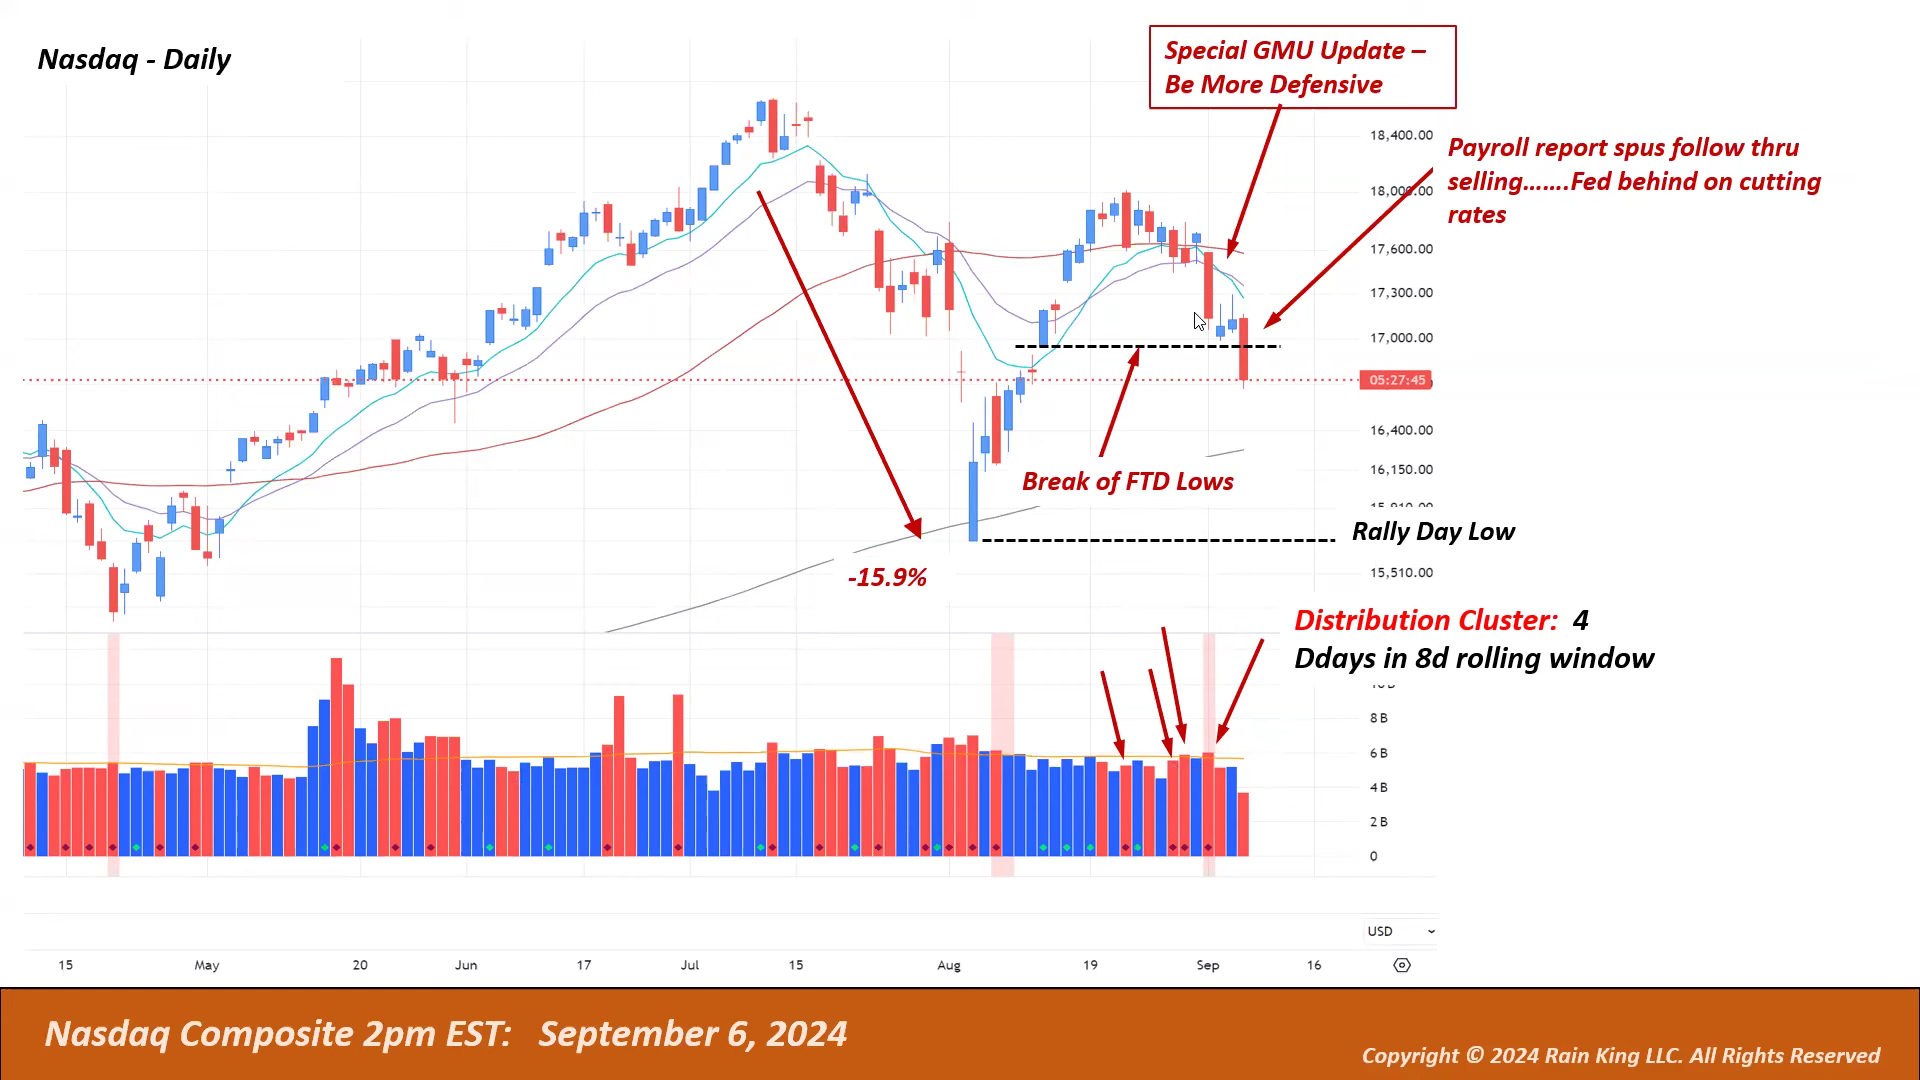 Nasdaq - Daily
Special GMU Update –
Be More Defensive
Payroll report spus follow thru
selling…….Fed behind on cutting
rates
18,400.00
18,000.00
17,600.00
17,300.00
17,000.00
05:27:45
16,400.00
16,150.00
Break of FTD Lows
Rally Day Low
-15.9%
15,510.00
Distribution Cluster: 4
Ddays in 8d rolling window
8 B
6 B
4 B
2 B
0
USD
15 May 20 Jun 17 Jul 15 Aug 19 Sep 16
Nasdaq Composite 2pm EST: September 6, 2024
Copyright © 2024 Rain King LLC. All Rights Reserved